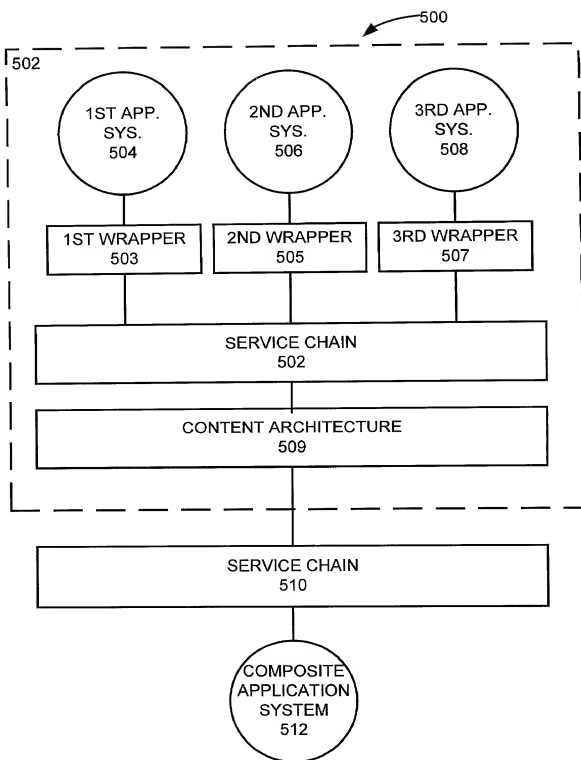 500
502
1ST APP.
SYS.
504
2ND APP.
SYS.
506
3RD APP.
SYS.
508
1ST WRAPPER
503
2ND WRAPPER
505
3RD WRAPPER
507
SERVICE CHAIN
502
CONTENT ARCHITECTURE
509
SERVICE CHAIN
510
COMPOSITE
APPLICATION
SYSTEM
512